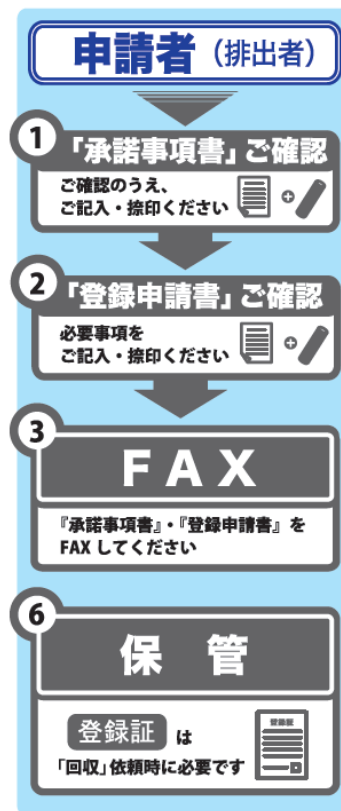 申請者（排出者）
1
「承諾事項書」ご確認
ご確認のうえ、
ご記入・捺印ください
2
「登録申請書」ご確認
必要事項を
ご記入・捺印ください
3
FAX
『承諾事項書』・『登録申請書』を
FAXしてください
6
保管
登録証は
登録証
「回収」依頼時に必要です